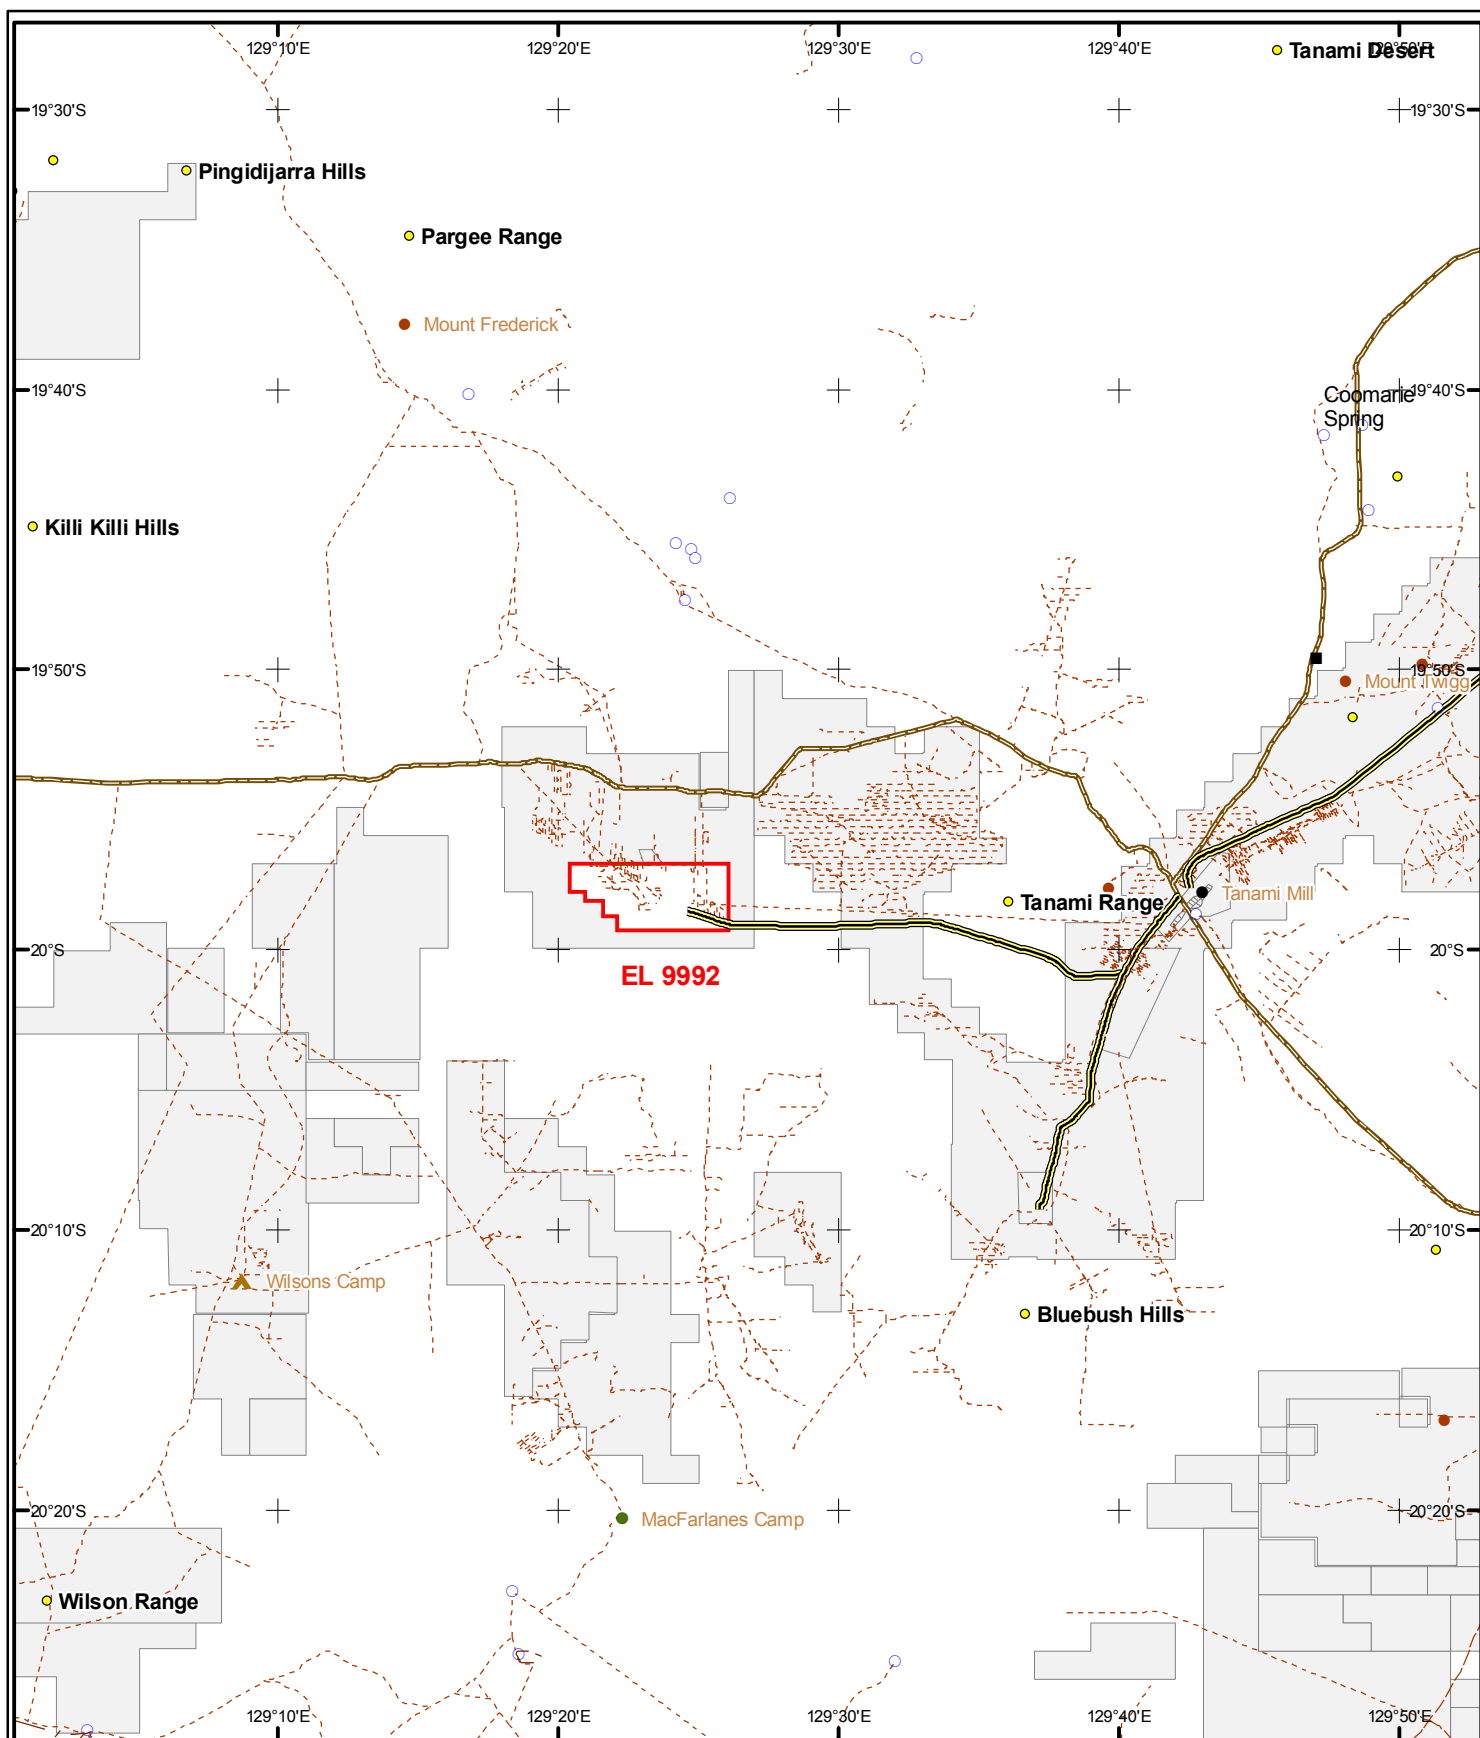 129°10'E
129°20'E
129°30'E
129°40'E
129°50'E
Tanami Desert
19°30'S
19°30'S
Pingidijarra Hills
Pargee Range
Mount Frederick
19°40'S
19°40'S
Coomarie
Spring
Killi Killi Hills
19°50'S
19°50'S
Mount Twigg
Tanami Range
Tanami Mill
20°S
20°S
EL 9992
20°10'S
20°10'S
Wilsons Camp
Bluebush Hills
20°20'S
20°20'S
MacFarlanes Camp
Wilson Range
129°10'E
129°20'E
129°30'E
129°40'E
129°50'E